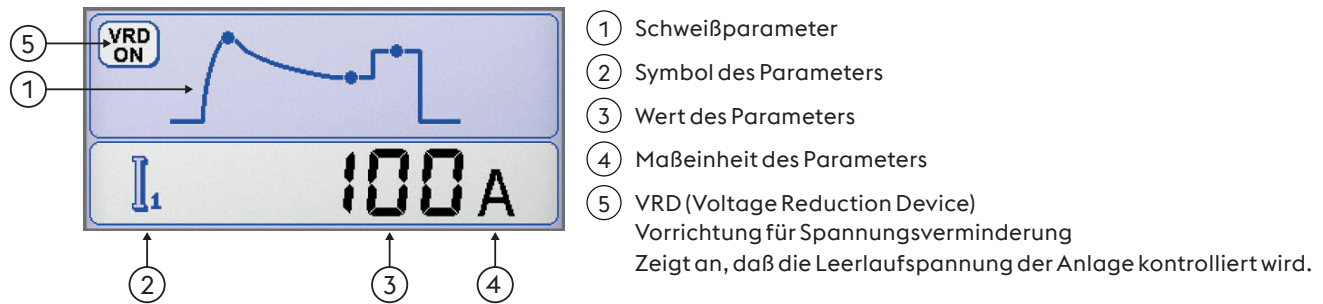 VRD
ON
5
1
I1
100 A
2
3
4
1 Schweißparameter
2 Symbol des Parameters
3 Wert des Parameters
4 Maßeinheit des Parameters
5 VRD (Voltage Reduction Device)
Vorrichtung für Spannungsverminderung
Zeigt an, daß die Leerlaufspannung der Anlage kontrolliert wird.